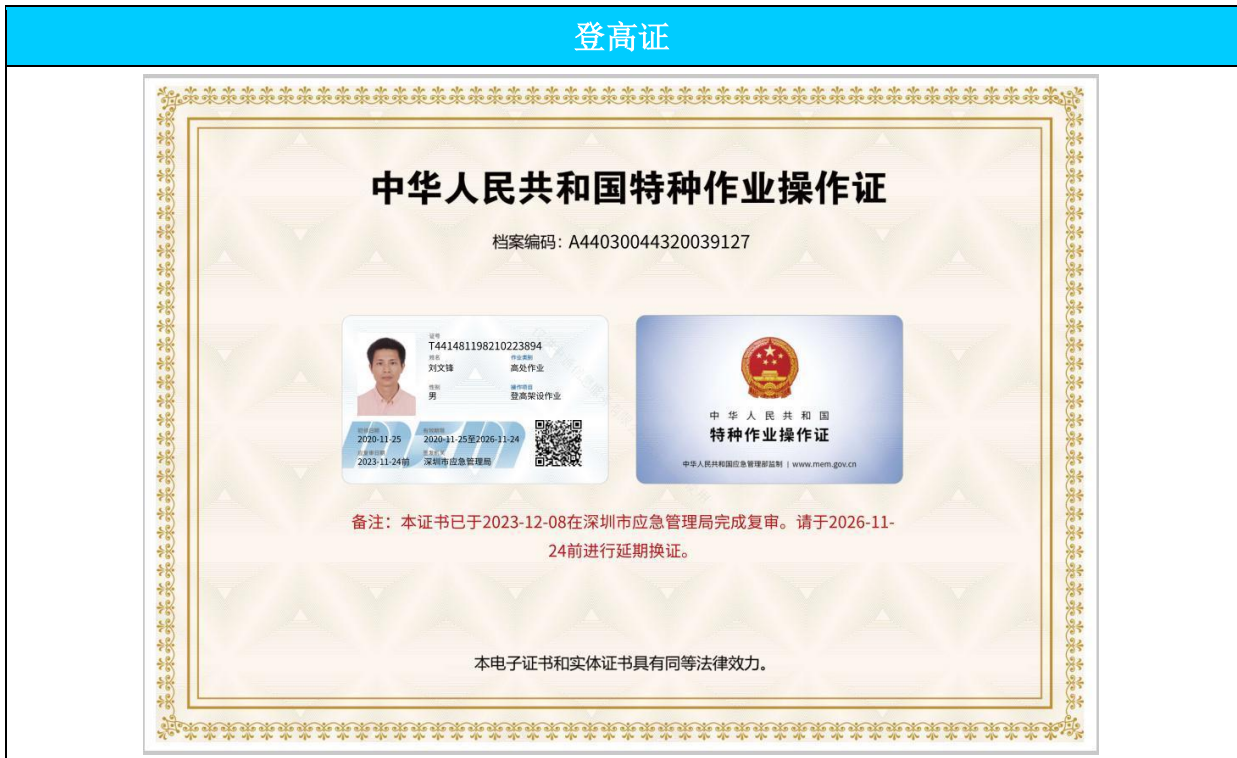 登高证
中华人民共和国特种作业操作证
档案编码：A44030044320039127
证号
T441481198210223894
姓名 作业类别
刘文锋 高处作业
性别 操作项目
男 登高架设作业
初领日期 有效期限
2020-11-25 2020-11-25至2026-11-24
应复审日期 签发机关
2023-11-24前 深圳市应急管理局
中华人民共和国
特种作业操作证
中华人民共和国应急管理部监制 | www.mem.gov.cn
备注：本证书已于2023-12-08在深圳市应急管理局完成复审。请于2026-11-
24前进行延期换证。
本电子证书和实体证书具有同等法律效力。